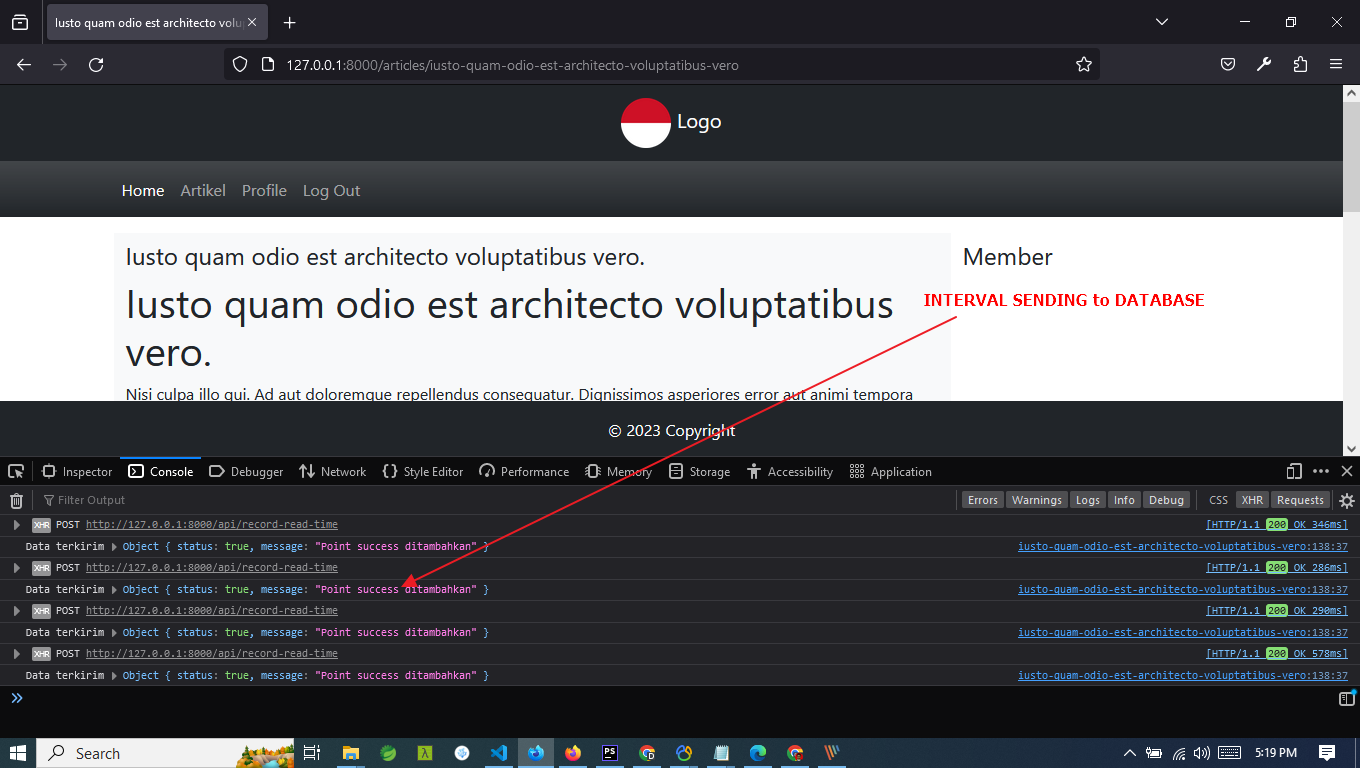 Iusto quam odio est architecto volu
127.0.0.1:8000/articles/iusto-quam-odio-est-architecto-voluptatibus-vero
Logo
Home Artikel Profile Log Out
Iusto quam odio est architecto voluptatibus vero.
Member
Iusto quam odio est architecto voluptatibus
vero.
INTERVAL SENDING to DATABASE
Nisi culpa illo qui. Ad aut doloremque repellendus consequatur. Dignissimos asperiores error aut animi tempora
© 2023 Copyright
Inspector Console Debugger Network Style Editor Performance Memory Storage Accessibility Application
Filter Output Errors Warnings Logs Info Debug CSS XHR Requests
XHR POST http://127.0.0.1:8000/api/record-read-time [HTTP/1.1 200 OK 346ms]
Data terkirim Object { status: true, message: "Point success ditambahkan" } iusto-quam-odio-est-architecto-voluptatibus-vero:138:37
XHR POST http://127.0.0.1:8000/api/record-read-time [HTTP/1.1 200 OK 286ms]
Data terkirim Object { status: true, message: "Point success ditambahkan" } iusto-quam-odio-est-architecto-voluptatibus-vero:138:37
XHR POST http://127.0.0.1:8000/api/record-read-time [HTTP/1.1 200 OK 290ms]
Data terkirim Object { status: true, message: "Point success ditambahkan" } iusto-quam-odio-est-architecto-voluptatibus-vero:138:37
XHR POST http://127.0.0.1:8000/api/record-read-time [HTTP/1.1 200 OK 578ms]
Data terkirim Object { status: true, message: "Point success ditambahkan" } iusto-quam-odio-est-architecto-voluptatibus-vero:138:37
Search PS 5:19 PM